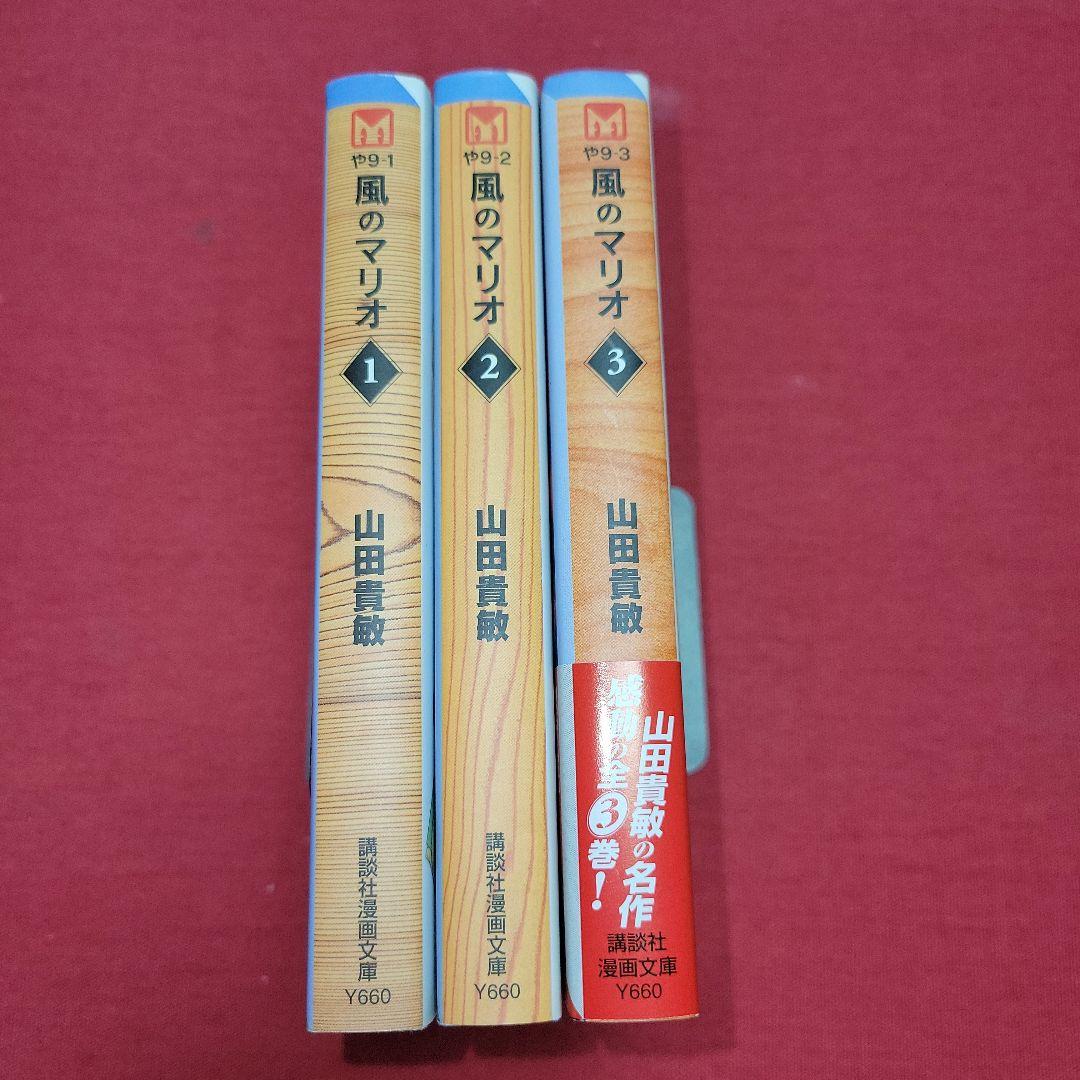 や9-1
風のマリオ
1
山田貴敏
講談社漫画文庫
Y660
や9-2
風のマリオ
2
山田貴敏
講談社漫画文庫
Y660
や9-3
風のマリオ
3
山田貴敏
山田貴敏の名作
感動の全3巻!
講談社
漫画文庫
Y660